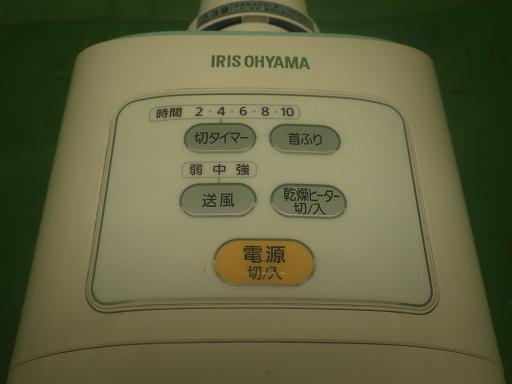 IRIS OHYAMA
時間 2・4・6・8・10
切タイマー 首ふり
弱 中 強
送風
乾燥ヒーター
切/入
電源
切/入